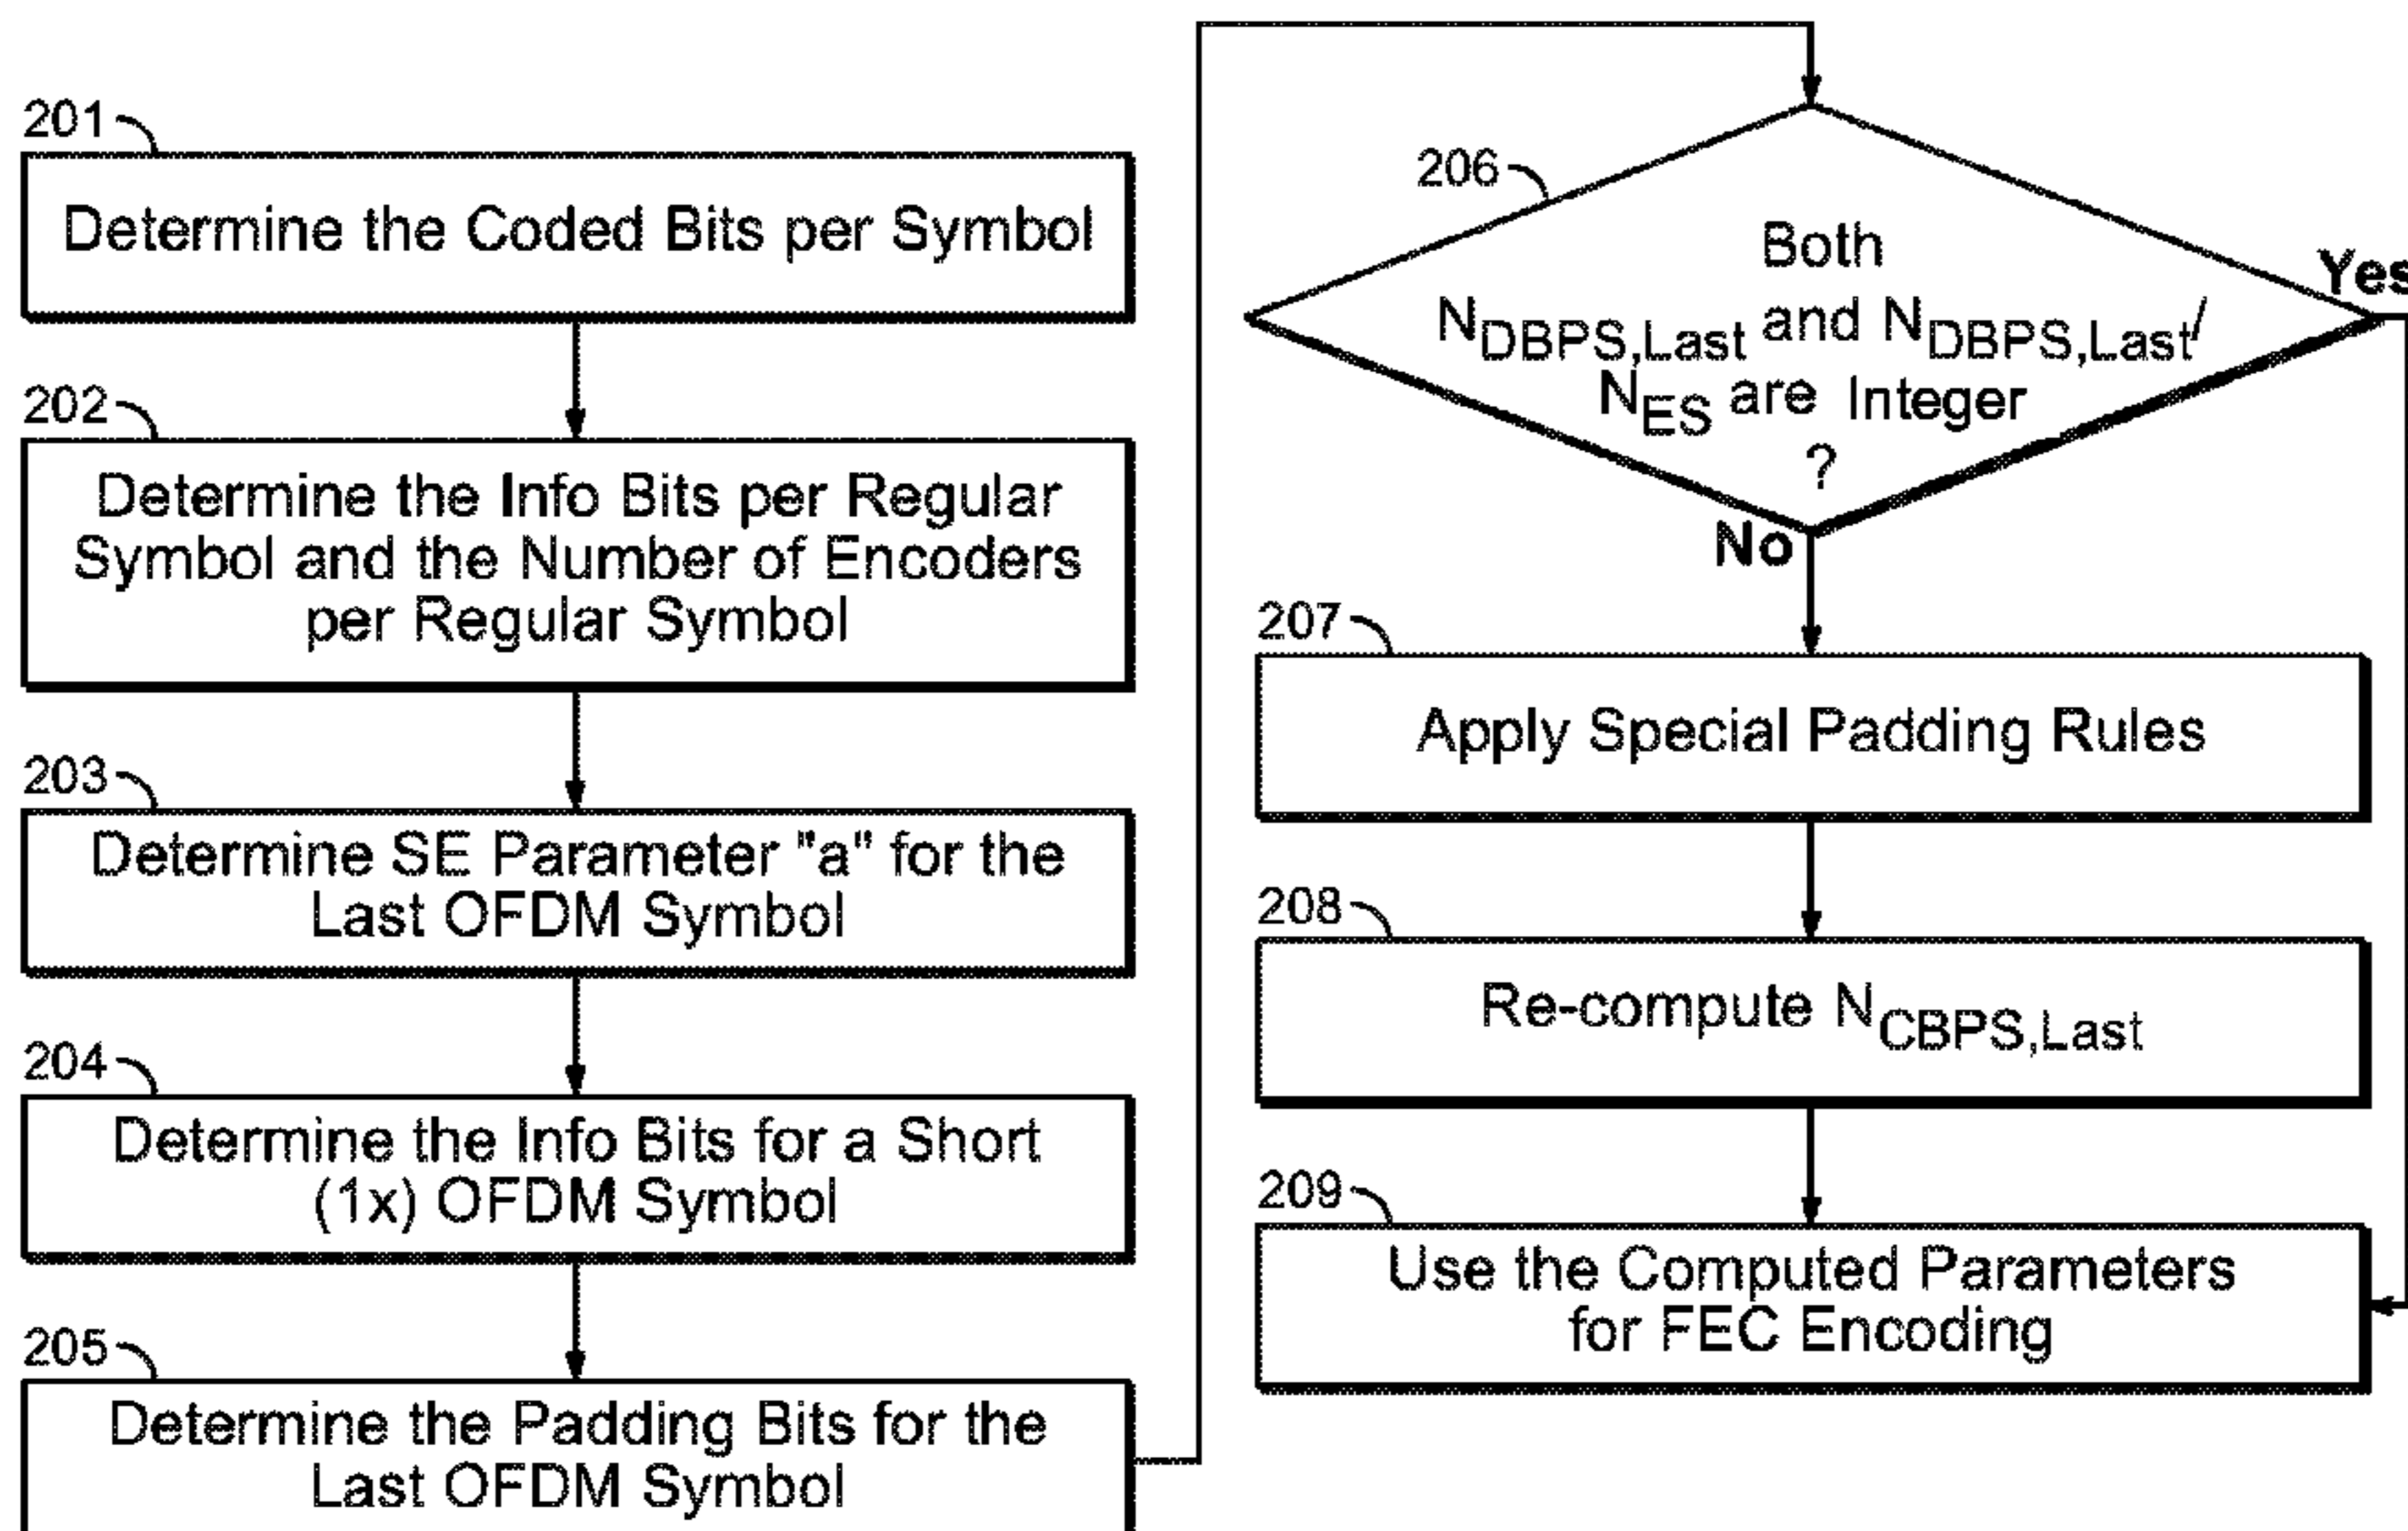 201
Determine the Coded Bits per Symbol
202
Determine the Info Bits per Regular
Symbol and the Number of Encoders
per Regular Symbol
203
Determine SE Parameter "a" for the
Last OFDM Symbol
204
Determine the Info Bits for a Short
(1x) OFDM Symbol
205
Determine the Padding Bits for the
Last OFDM Symbol
206
Both
N_DBPS,Last and N_DBPS,Last/
N_ES are Integer
?
Yes
No
207
Apply Special Padding Rules
208
Re-compute N_CBPS,Last
209
Use the Computed Parameters
for FEC Encoding